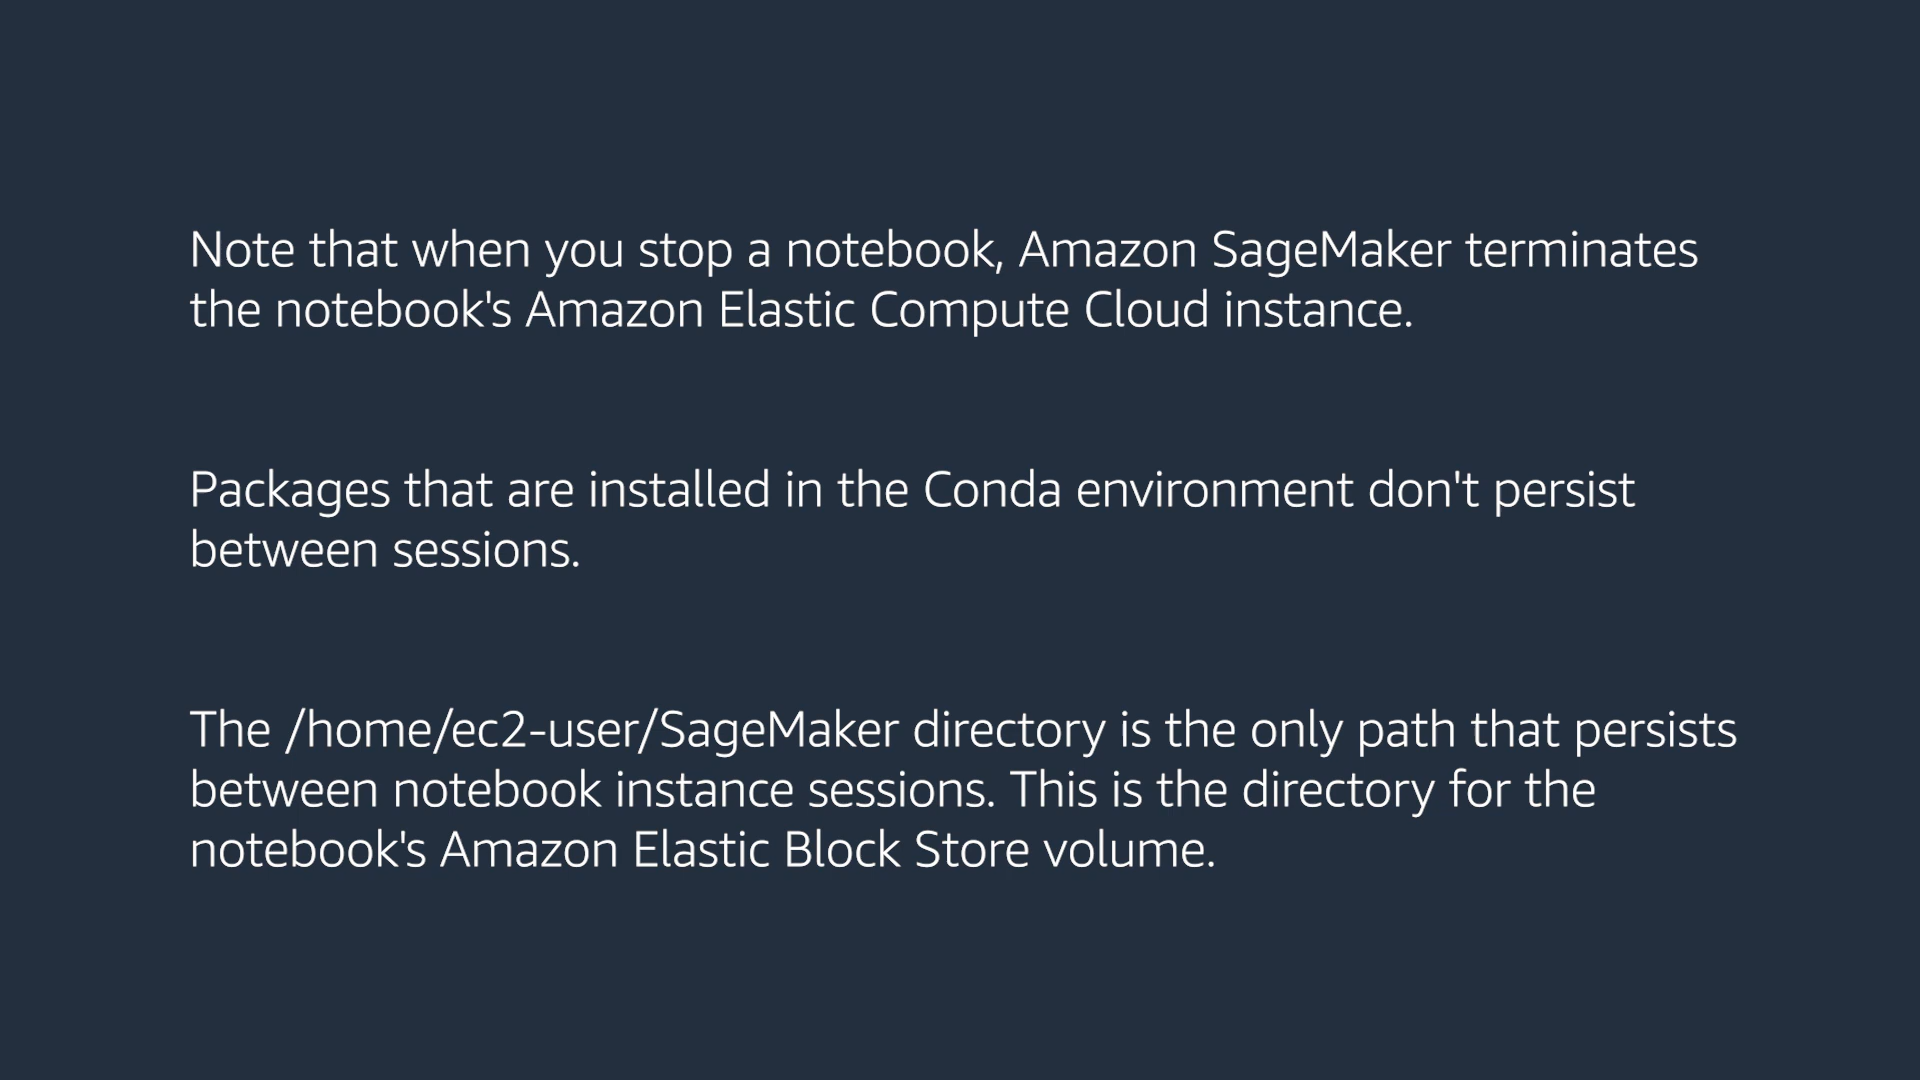 Note that when you stop a notebook, Amazon SageMaker terminates
the notebook's Amazon Elastic Compute Cloud instance.
Packages that are installed in the Conda environment don't persist
between sessions.
The /home/ec2-user/SageMaker directory is the only path that persists
between notebook instance sessions. This is the directory for the
notebook's Amazon Elastic Block Store volume.